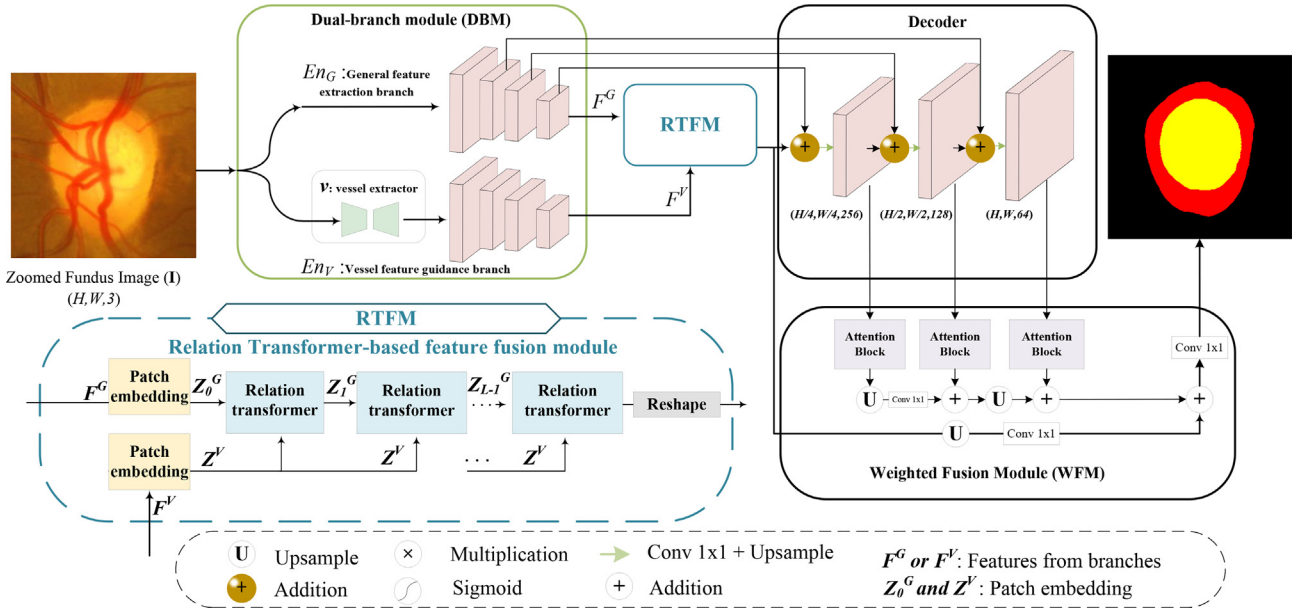 Dual-branch module (DBM)
Decoder
En_G :General feature
extraction branch
F^G
RTFM
v: vessel extractor
F^V
(H/4,W/4,256)
(H/2,W/2,128)
(H,W,64)
En_V :Vessel feature guidance branch
Zoomed Fundus Image (I)
(H,W,3)
+
+
+
RTFM
Relation Transformer-based feature fusion module
F^G
Patch
embedding
Z_0^G
Relation
transformer
Z_1^G
Relation
transformer
Z_{L-1}^G
· · · ·
Relation
transformer
Reshape
Patch
embedding
Z^V
Z^V
· · ·
Z^V
F^V
Attention
Block
Attention
Block
Attention
Block
Conv 1x1
U
Conv 1x1
+
U
+
+
U
Conv 1x1
Weighted Fusion Module (WFM)
U Upsample
× Multiplication
Conv 1x1 + Upsample
F^G or F^V: Features from branches
+ Addition
Sigmoid
+ Addition
Z_0^G and Z^V: Patch embedding